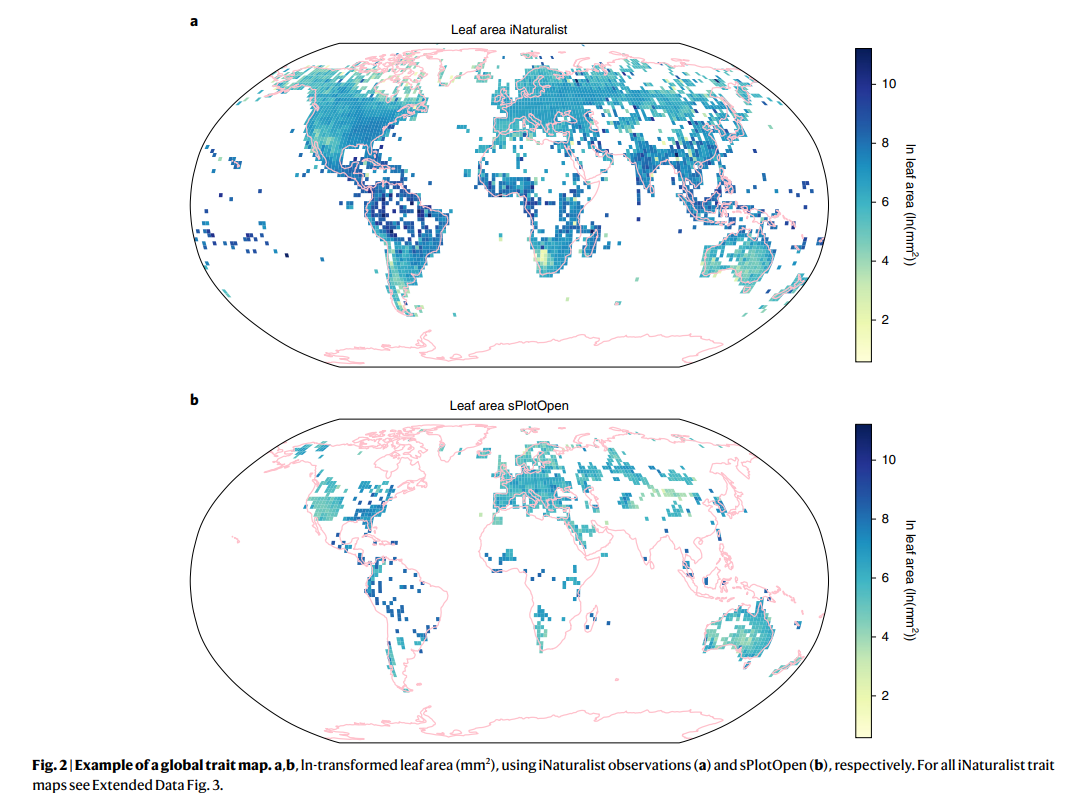 a
Leaf area iNaturalist
10
8
6
4
2
ln leaf area (ln(mm²))
b
Leaf area sPlotOpen
10
8
6
4
2
ln leaf area (ln(mm²))
Fig. 2 | Example of a global trait map. a,b, ln-transformed leaf area (mm²), using iNaturalist observations (a) and sPlotOpen (b), respectively. For all iNaturalist trait
maps see Extended Data Fig. 3.